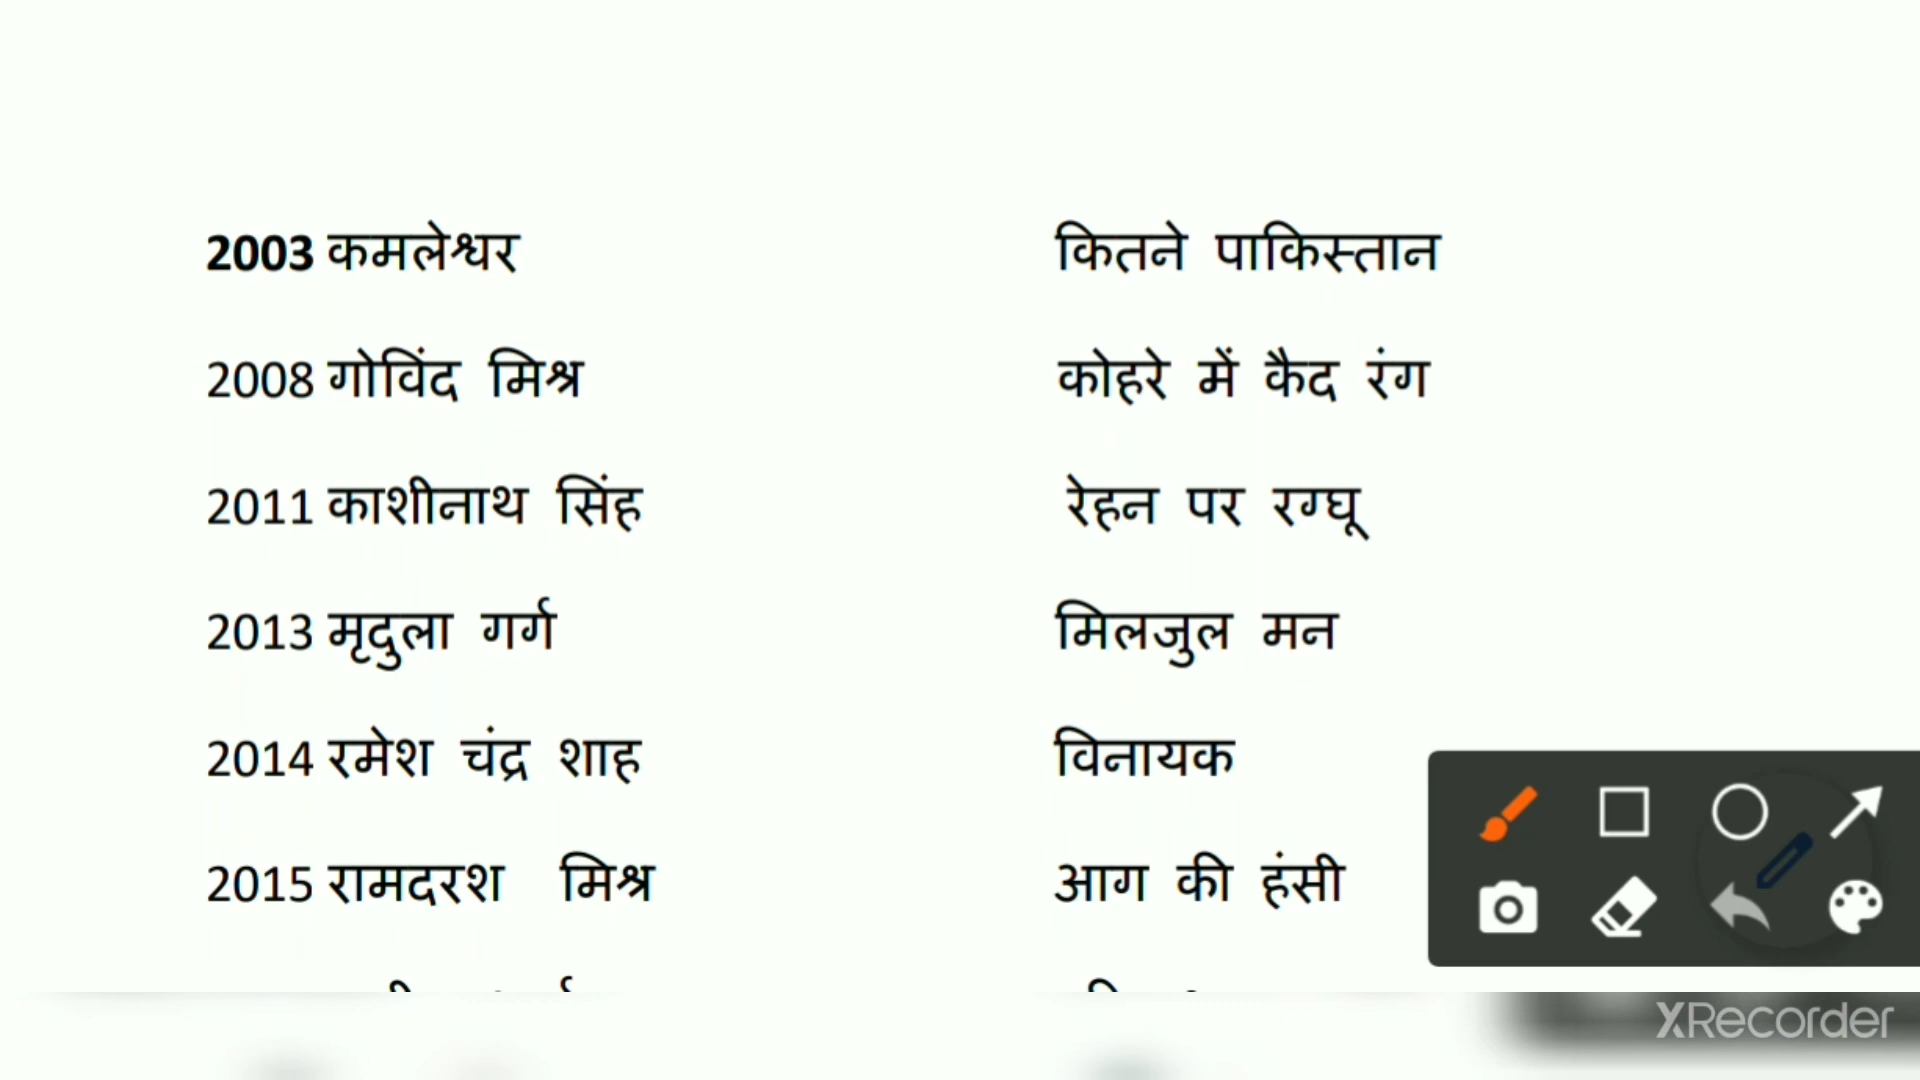 2003 कमलेश्वर कितने पाकिस्तान
2008 गोविंद मिश्र कोहरे में कैद रंग
2011 काशीनाथ सिंह रेहन पर रग्घू
2013 मृदुला गर्ग मिलजुल मन
2014 रमेश चंद्र शाह विनायक
2015 रामदरश मिश्र आग की हंसी
XRecorder